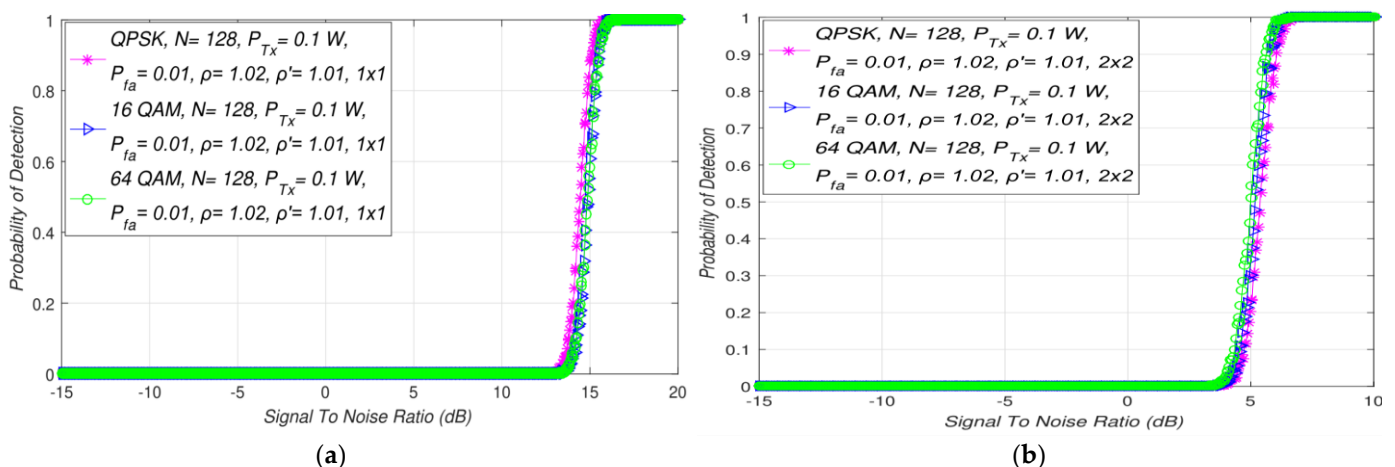 1
0.8
0.6
0.4
0.2
0
Probability of Detection
QPSK, N= 128, P_Tx= 0.1 W,
P_fa= 0.01, ρ= 1.02, ρ'= 1.01, 1x1
16 QAM, N= 128, P_Tx= 0.1 W,
P_fa= 0.01, ρ= 1.02, ρ'= 1.01, 1x1
64 QAM, N= 128, P_Tx= 0.1 W,
P_fa= 0.01, ρ= 1.02, ρ'= 1.01, 1x1
-15 -10 -5 0 5 10 15 20
Signal To Noise Ratio (dB)
(a)
1
0.9
0.8
0.7
0.6
0.5
0.4
0.3
0.2
0.1
0
Probability of Detection
QPSK, N= 128, P_Tx= 0.1 W,
P_fa= 0.01, ρ= 1.02, ρ'= 1.01, 2x2
16 QAM, N= 128, P_Tx= 0.1 W,
P_fa= 0.01, ρ= 1.02, ρ'= 1.01, 2x2
64 QAM, N= 128, P_Tx= 0.1 W,
P_fa= 0.01, ρ= 1.02, ρ'= 1.01, 2x2
-15 -10 -5 0 5 10
Signal To Noise Ratio (dB)
(b)